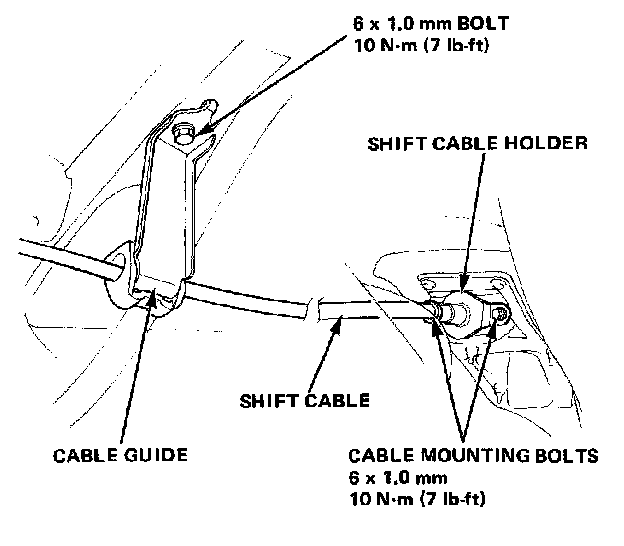 6 x 1.0 mm BOLT
10 N·m (7 lb-ft)
SHIFT CABLE HOLDER
SHIFT CABLE
CABLE GUIDE
CABLE MOUNTING BOLTS
6 x 1.0 mm
10 N·m (7 lb-ft)